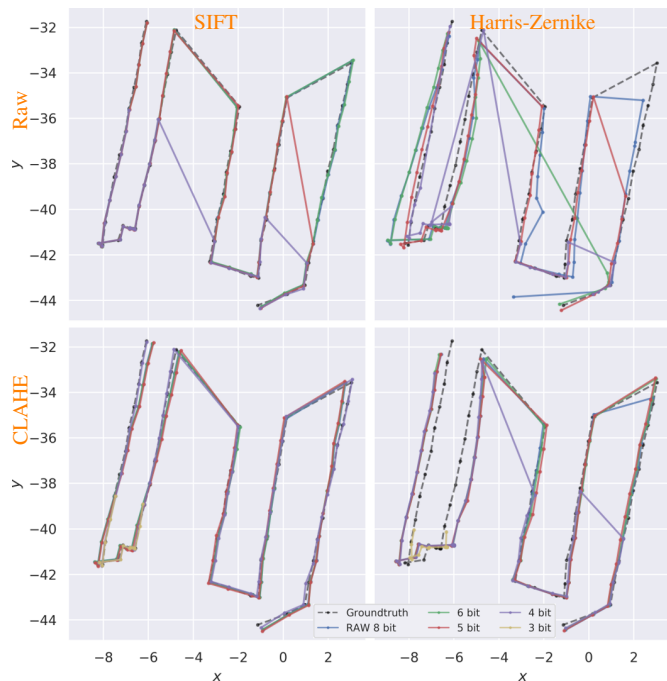 SIFT
Harris-Zernike
Raw
y
−32
−34
−36
−38
−40
−42
−44
CLAHE
y
−32
−34
−36
−38
−40
−42
−44
y
y
Groundtruth
RAW 8 bit
6 bit
5 bit
4 bit
3 bit
−8 −6 −4 −2 0 2
x
−8 −6 −4 −2 0 2
x